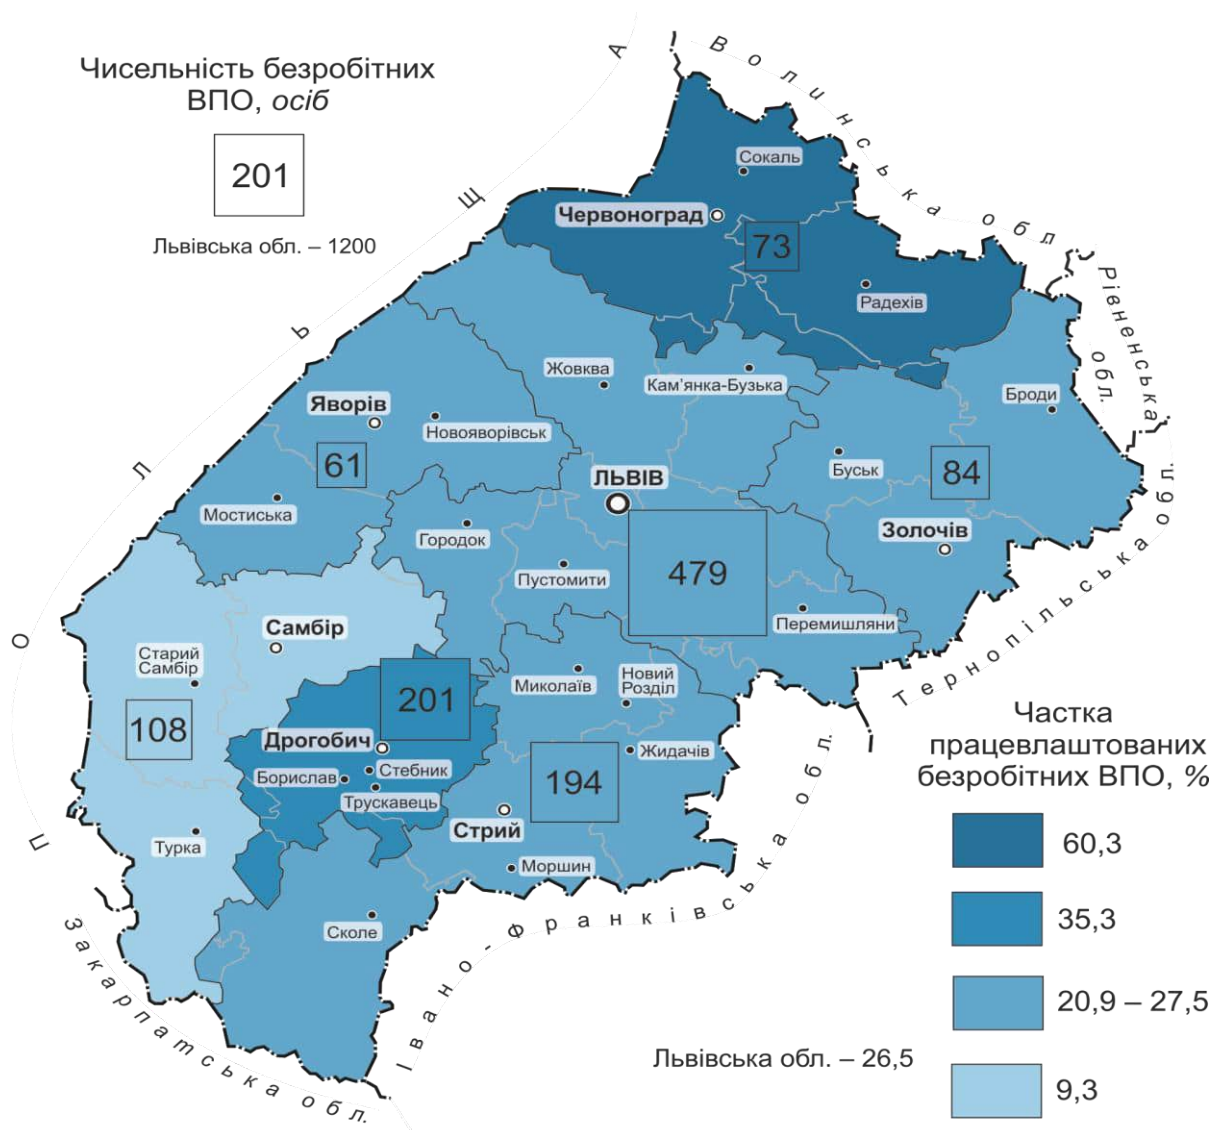 Чисельність безробітних
ВПО, осіб
201
Львівська обл. – 1200
ПОЛЬЩА
Волинська обл.
Рівненська
обл.
Тернопільська обл.
Івано-Франківська обл.
Закарпатська обл.
Сокаль
Червоноград
73
Радехів
Жовква
Кам’янка-Бузька
Броди
Яворів
Новояворівськ
61
ЛЬВІВ
Буськ
84
Мостиська
Городок
Золочів
Пустомити
479
Перемишляни
Самбір
Старий
Самбір
Миколаїв
Новий
Розділ
201
108
Дрогобич
Жидачів
Борислав
Стебник
Трускавець
194
Стрий
Турка
Моршин
Сколе
Частка
працевлаштованих
безробітних ВПО, %
60,3
35,3
20,9 – 27,5
Львівська обл. – 26,5
9,3